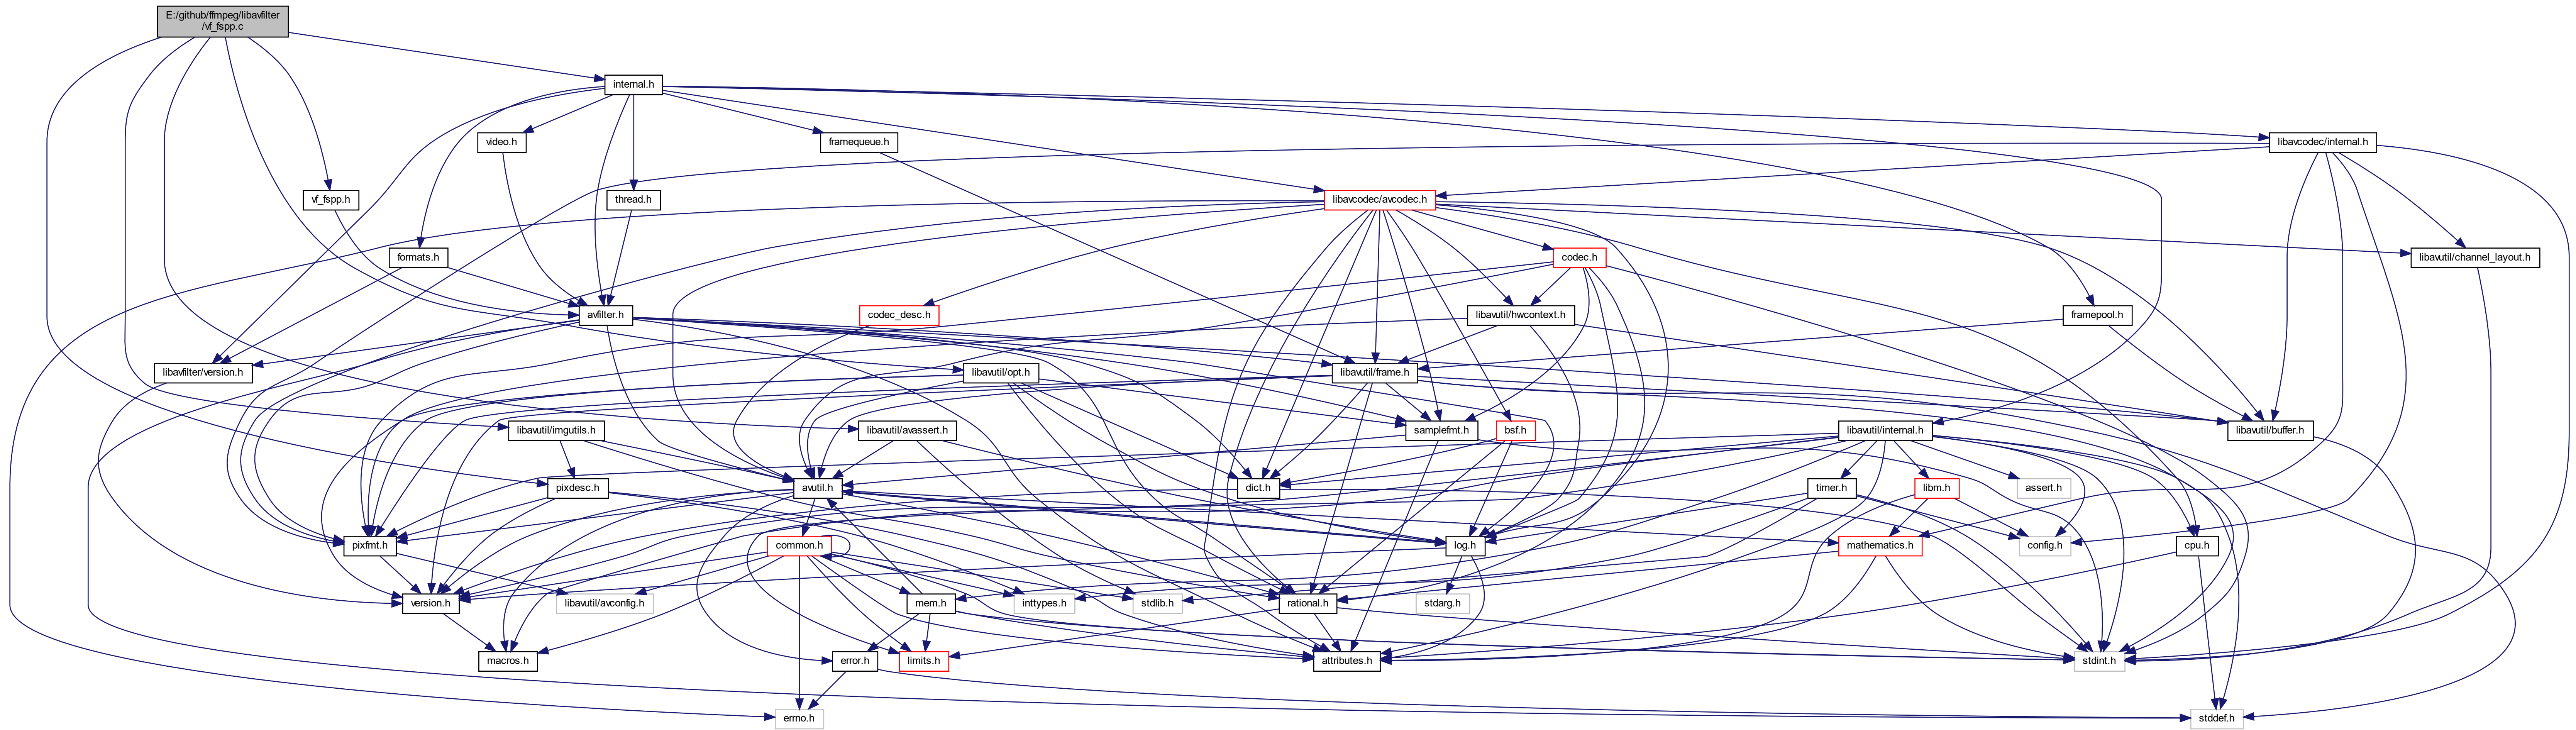 E:/github/ffmpeg/libavfilter
/vf_fspp.c
internal.h
video.h
framequeue.h
libavcodec/internal.h
vf_fspp.h
thread.h
libavcodec/avcodec.h
formats.h
codec.h
libavutil/channel_layout.h
avfilter.h
codec_desc.h
libavutil/hwcontext.h
framepool.h
libavfilter/version.h
libavutil/opt.h
libavutil/frame.h
libavutil/imgutils.h
libavutil/avassert.h
samplefmt.h
bsf.h
libavutil/internal.h
libavutil/buffer.h
pixdesc.h
avutil.h
dict.h
timer.h
libm.h
assert.h
pixfmt.h
common.h
log.h
mathematics.h
config.h
cpu.h
version.h
libavutil/avconfig.h
mem.h
inttypes.h
stdlib.h
rational.h
stdarg.h
macros.h
error.h
limits.h
attributes.h
stdint.h
errno.h
stddef.h